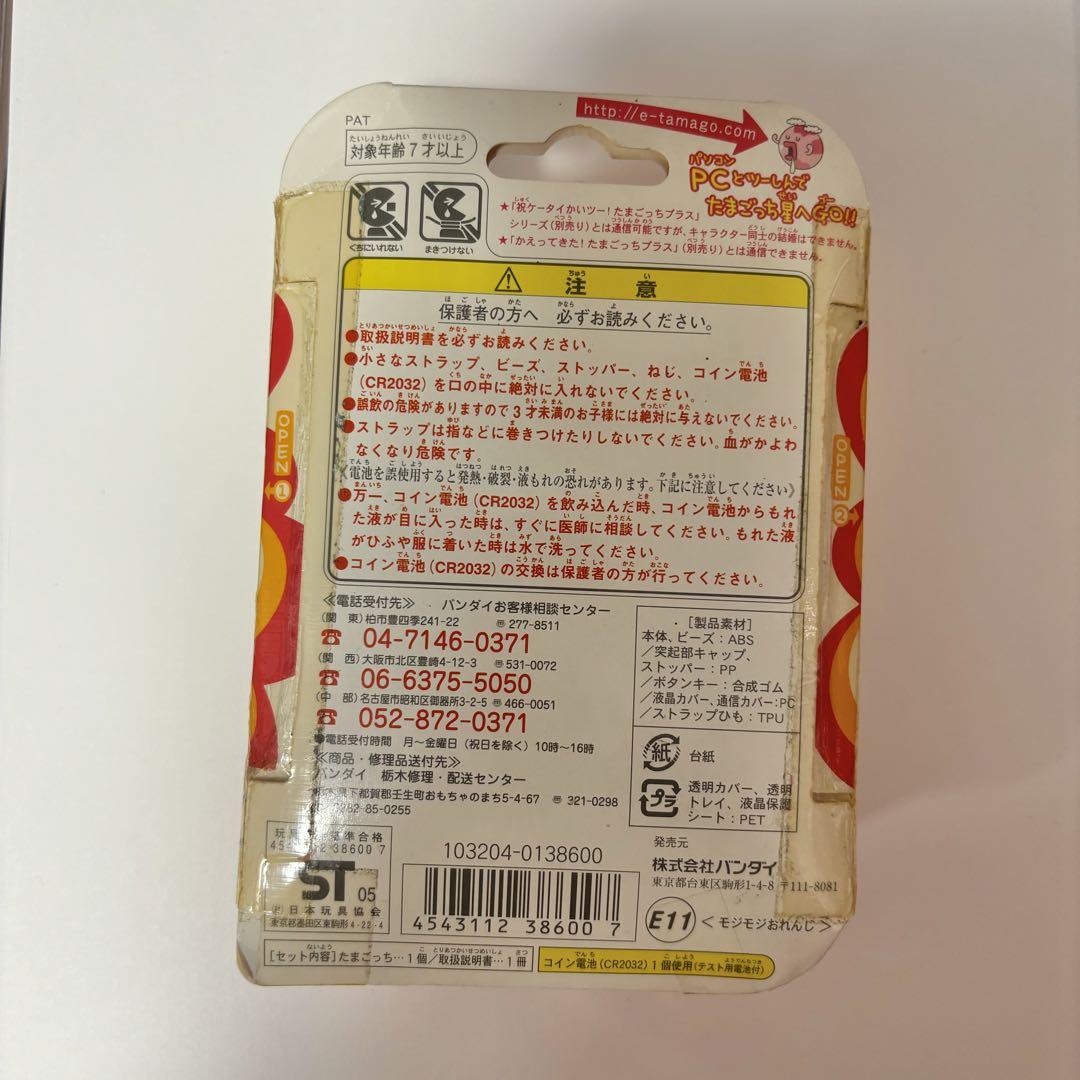 PAT
http://e-tamago.com
対象年齢7才以上
パソコン
PCとツーしんで
たまごっち星へGO!!
くちにいれない
まきつけない
★「祝ケータイかいツー!たまごっちプラス」
シリーズ(別売り)とは通信可能ですが、キャラクター同士の結婚はできません。
★「かえってきた!たまごっちプラス」(別売り)とは通信できません。
注意
保護者の方へ 必ずお読みください。
●取扱説明書を必ずお読みください。
●小さなストラップ、ビーズ、ストッパー、ねじ、コイン電池
(CR2032)を口の中に絶対に入れないでください。
●誤飲の危険がありますので3才未満のお子様には絶対に与えないでください。
●ストラップは指などに巻きつけたりしないでください。血がかよわ
なくなり危険です。
《電池を誤使用すると発熱・破裂・液もれの恐れがあります。下記に注意してください》
●万一、コイン電池(CR2032)を飲み込んだ時、コイン電池からもれ
た液が目に入った時は、すぐに医師に相談してください。もれた液
がひふや服に着いた時は水で洗ってください。
●コイン電池(CR2032)の交換は保護者の方が行ってください。
OPEN
1
OPEN
2
≪電話受付先≫ バンダイお客様相談センター
(関 東)柏市豊四季241-22 〒277-8511
☎ 04-7146-0371
(関 西)大阪市北区豊崎4-12-3 〒531-0072
☎ 06-6375-5050
(中 部)名古屋市昭和区御器所3-2-5 〒466-0051
☎ 052-872-0371
●電話受付時間 月〜金曜日(祝日を除く)10時〜16時
≪商品・修理品送付先≫
バンダイ 栃木修理・配送センター
県下都賀郡壬生町おもちゃのまち5-4-67 〒321-0298
85-0255
[製品素材]
本体、ビーズ:ABS
/突起部キャップ、
ストッパー:PP
/ボタンキー:合成ゴム
/液晶カバー、通信カバー:PC
/ストラップひも:TPU
紙
台紙
プラ
透明カバー、透明
トレイ、液晶保護
シート:PET
発売元
株式会社バンダイ
東京都台東区駒形1-4-8 〒111-8081
玩 基準合格
45 12 38600 7
ST
05
(社)日本玩具協会
東京都墨田区東駒形4-22-4
103204-0138600
4543112 386007
E11
<モジモジおれんじ>
[セット内容]たまごっち…1個/取扱説明書…1冊
コイン電池(CR2032)1個使用(テスト用電池付)